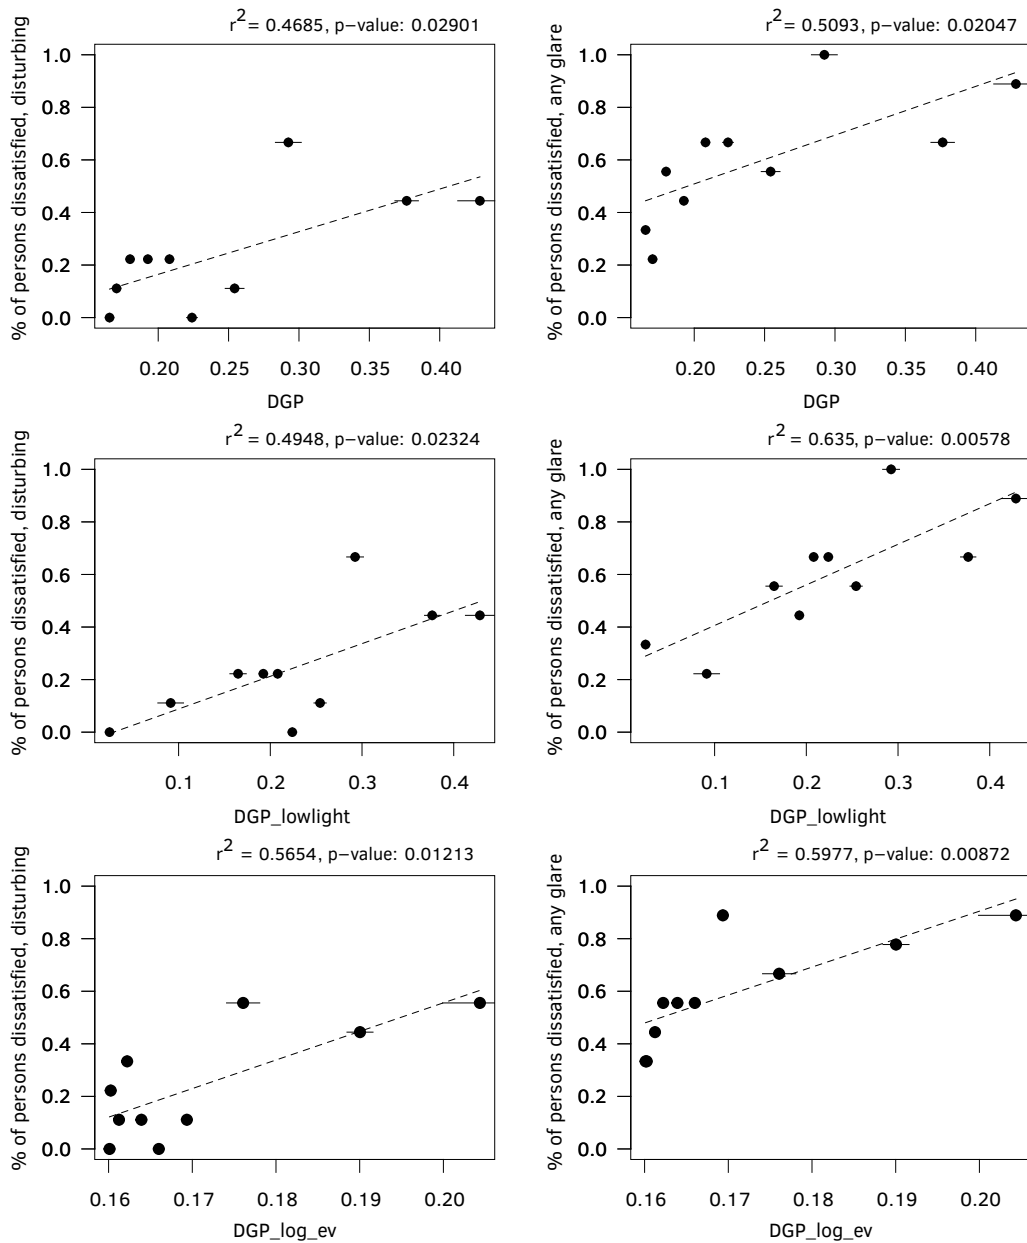 r2= 0.4685, p−value: 0.02901
% of persons dissatisfied, disturbing
1.0
0.8
0.6
0.4
0.2
0.0
0.20 0.25 0.30 0.35 0.40
DGP
r2= 0.5093, p−value: 0.02047
% of persons dissatisfied, any glare
1.0
0.8
0.6
0.4
0.2
0.0
0.20 0.25 0.30 0.35 0.40
DGP
r2 = 0.4948, p−value: 0.02324
% of persons dissatisfied, disturbing
1.0
0.8
0.6
0.4
0.2
0.0
0.1 0.2 0.3 0.4
DGP_lowlight
r2 = 0.635, p−value: 0.00578
% of persons dissatisfied, any glare
1.0
0.8
0.6
0.4
0.2
0.0
0.1 0.2 0.3 0.4
DGP_lowlight
r2 = 0.5654, p−value: 0.01213
% of persons dissatisfied, disturbing
1.0
0.8
0.6
0.4
0.2
0.0
0.16 0.17 0.18 0.19 0.20
DGP_log_ev
r2 = 0.5977, p−value: 0.00872
% of persons dissatisfied, any glare
1.0
0.8
0.6
0.4
0.2
0.0
0.16 0.17 0.18 0.19 0.20
DGP_log_ev